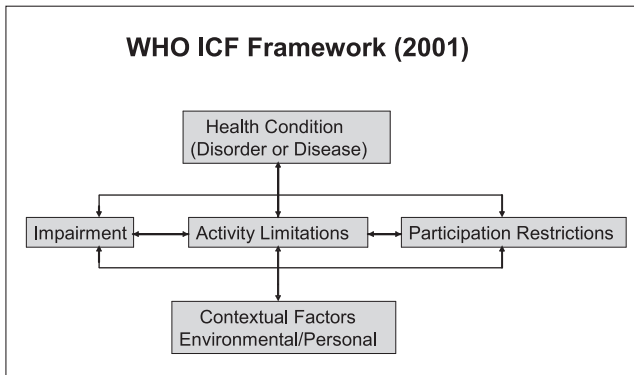 WHO ICF Framework (2001)
Health Condition
(Disorder or Disease)
Impairment
Activity Limitations
Participation Restrictions
Contextual Factors
Environmental/Personal